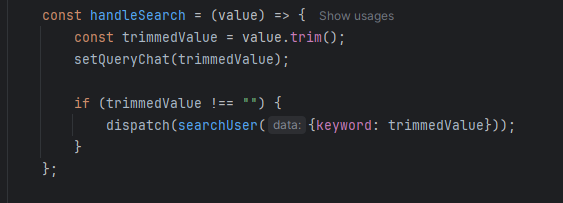 const handleSearch = (value) => { Show usages
const trimmedValue = value.trim();
setQueryChat(trimmedValue);
if (trimmedValue !== "") {
dispatch(searchUser( data: {keyword: trimmedValue}));
}
};